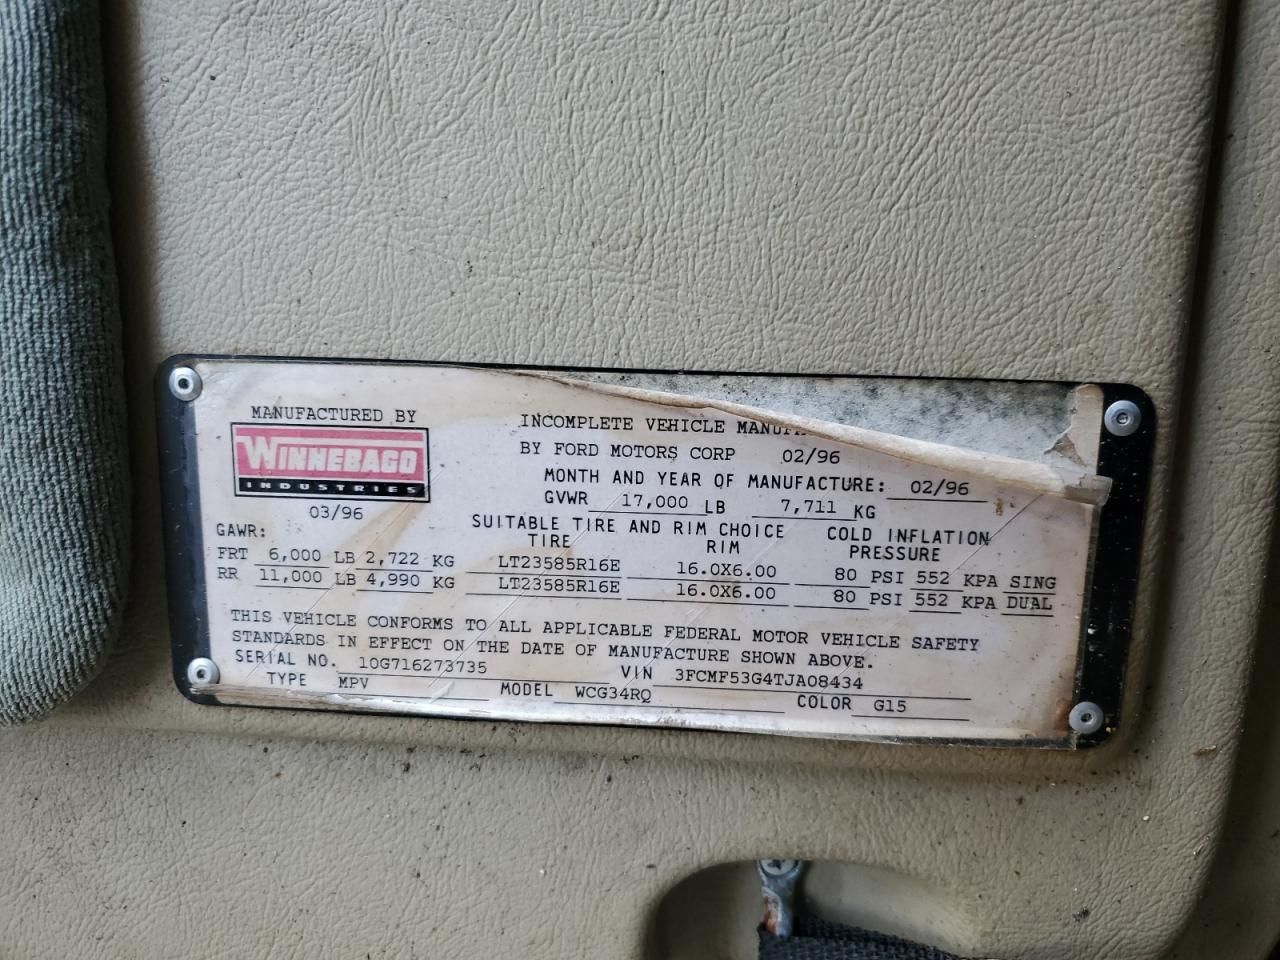 MANUFACTURED BY
WINNEBAGO
INDUSTRIES
03/96
INCOMPLETE VEHICLE
BY FORD MOTORS CORP 02/96
MONTH AND YEAR OF MANUFACTURE: 02/96
GVWR 17,000 LB 7,711 KG
GAWR: SUITABLE TIRE AND RIM CHOICE COLD INFLATION
TIRE RIM PRESSURE
FRT 6,000 LB 2,722 KG LT23585R16E 16.0X6.00 80 PSI 552 KPA SING
RR 11,000 LB 4,990 KG LT23585R16E 16.0X6.00 80 PSI 552 KPA DUAL
THIS VEHICLE CONFORMS TO ALL APPLICABLE FEDERAL MOTOR VEHICLE SAFETY
STANDARDS IN EFFECT ON THE DATE OF MANUFACTURE SHOWN ABOVE.
SERIAL NO. 10G716273735 VIN 3FCMF53G4TJA08434
TYPE MPV MODEL WCG34RQ COLOR G15